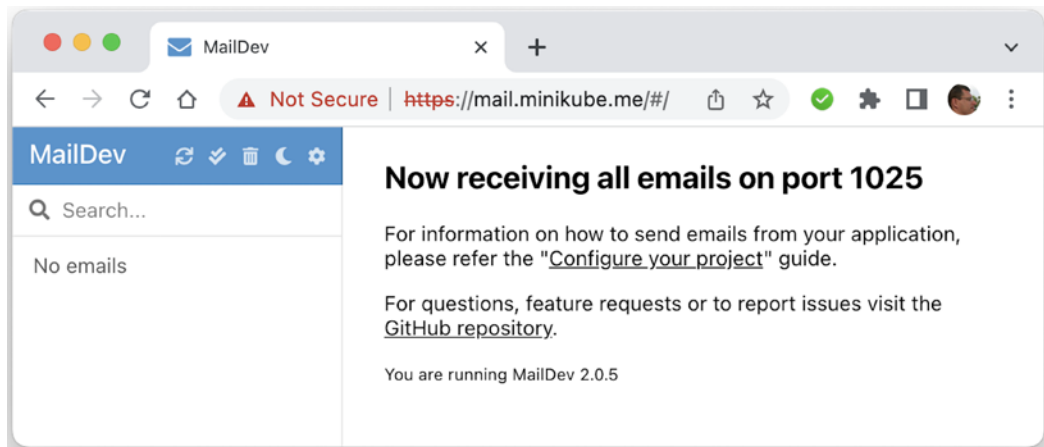 MailDev
Not Secure | https://mail.minikube.me/#/
MailDev
Search...
No emails
Now receiving all emails on port 1025
For information on how to send emails from your application,
please refer the "Configure your project" guide.
For questions, feature requests or to report issues visit the
GitHub repository.
You are running MailDev 2.0.5